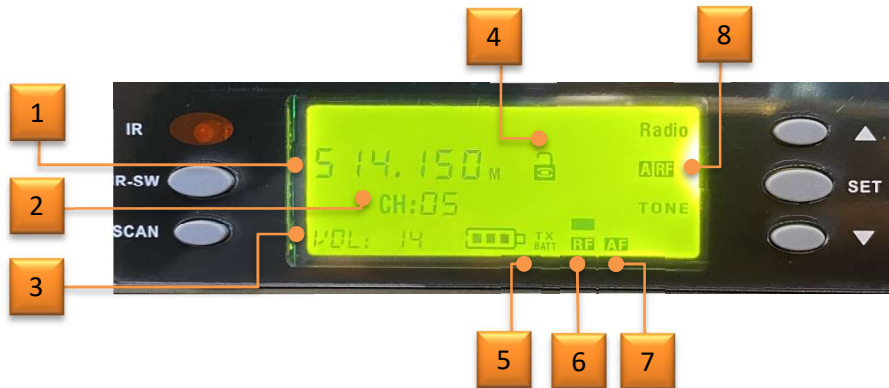 4
8
1
IR
Radio
514.150 M
A RF
R-SW
SET
2
CH:05
TONE
SCAN
VOL: 14
TX
BATT
RF
AF
3
5
6
7